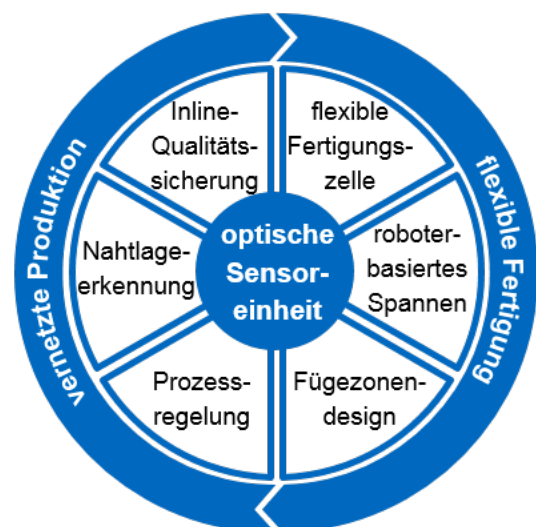 vernetzte Produktion
flexible Fertigung
Inline-
Qualitäts-
sicherung
flexible
Fertigungs-
zelle
Nahtlage-
erkennung
optische
Sensor-
einheit
roboter-
basiertes
Spannen
Prozess-
regelung
Fügezonen-
design